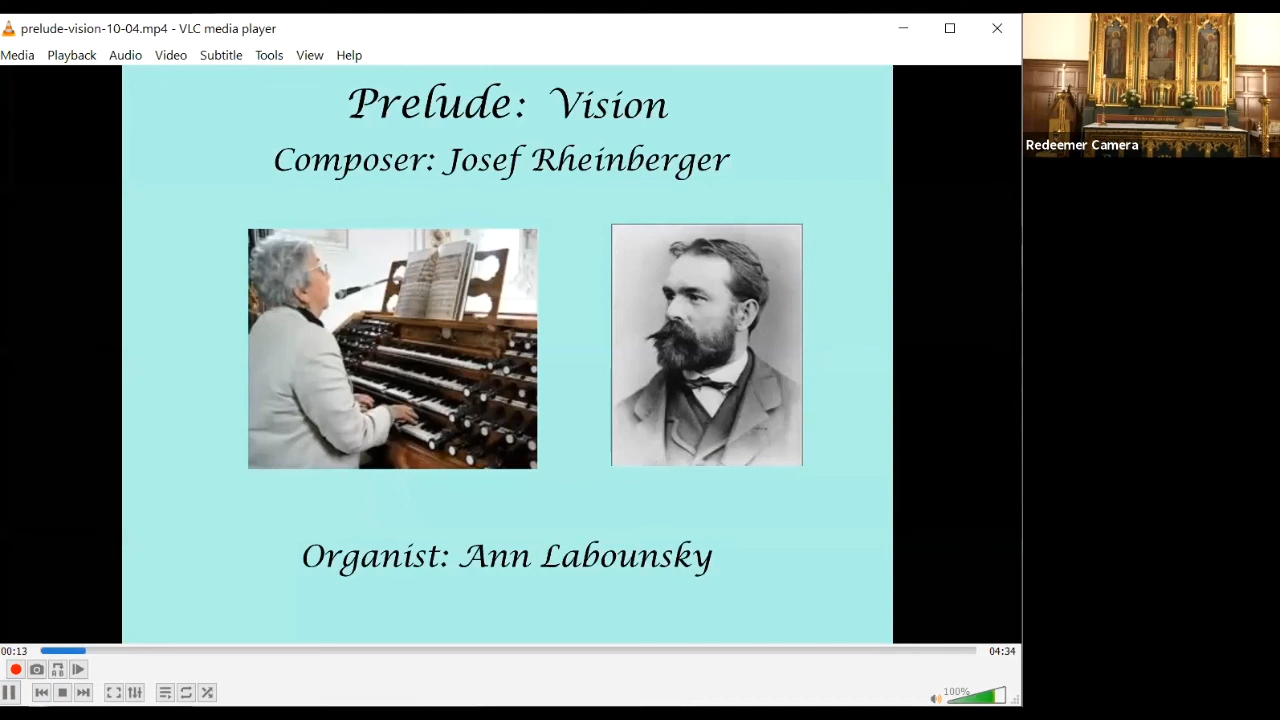 prelude-vision-10-04.mp4 - VLC media player
Media Playback Audio Video Subtitle Tools View Help
Prelude: Vision
Composer: Josef Rheinberger
Organist: Ann Labounsky
00:13
04:34
100%
Redeemer Camera